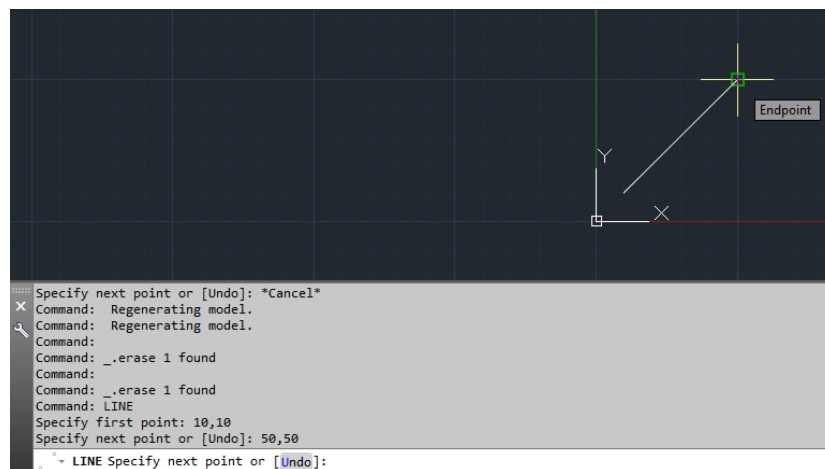 Endpoint
Y
X
Specify next point or [Undo]: *Cancel*
Command:  Regenerating model.
Command:  Regenerating model.
Command:
Command: _.erase 1 found
Command:
Command: _.erase 1 found
Command: LINE
Specify first point: 10,10
Specify next point or [Undo]: 50,50
LINE Specify next point or [Undo]: